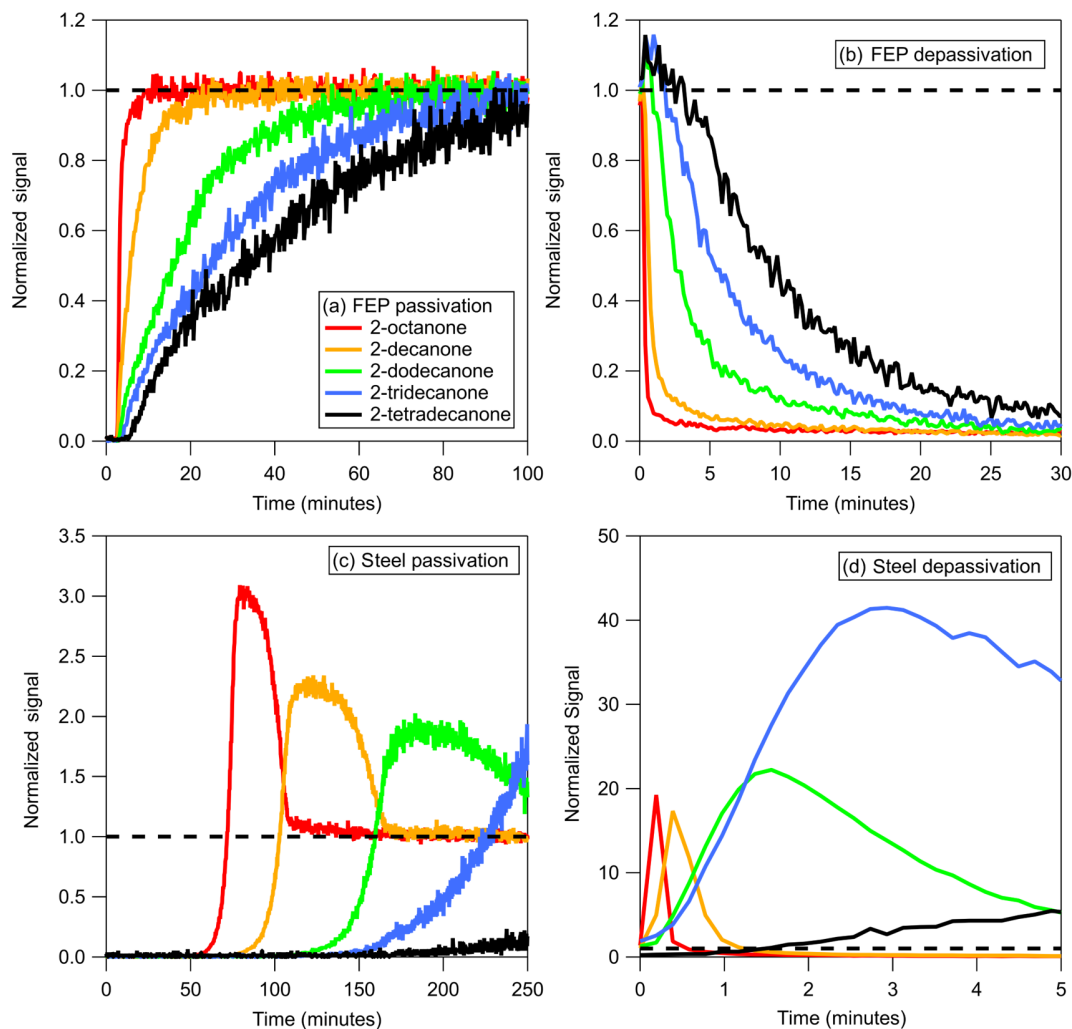 1.2
1.0
0.8
0.6
0.4
0.2
0.0
Normalized signal
(a) FEP passivation
2-octanone
2-decanone
2-dodecanone
2-tridecanone
2-tetradecanone
0 20 40 60 80 100
Time (minutes)
1.2
1.0
0.8
0.6
0.4
0.2
0.0
Normalized signal
(b) FEP depassivation
0 5 10 15 20 25 30
Time (minutes)
3.5
3.0
2.5
2.0
1.5
1.0
0.5
0.0
Normalized signal
(c) Steel passivation
0 50 100 150 200 250
Time (minutes)
50
40
30
20
10
0
Normalized Signal
(d) Steel depassivation
0 1 2 3 4 5
Time (minutes)